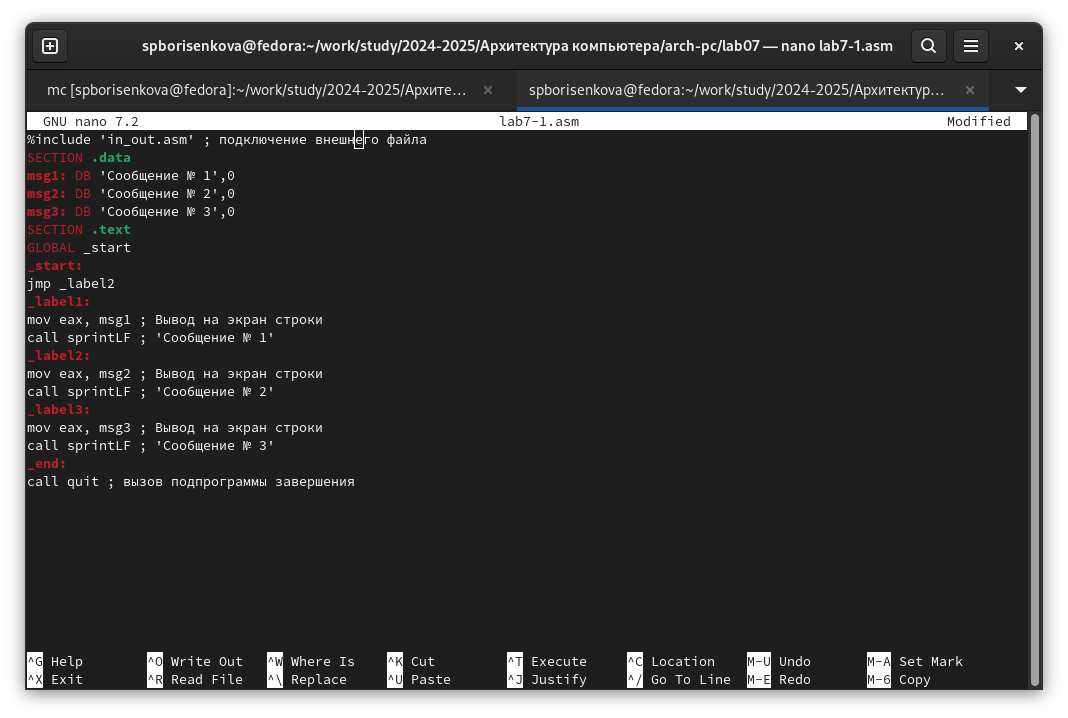 spborisenkova@fedora:~/work/study/2024-2025/Архитектура компьютера/arch-pc/lab07 — nano lab7-1.asm
mc [spborisenkova@fedora]:~/work/study/2024-2025/Архите...
spborisenkova@fedora:~/work/study/2024-2025/Архитектур...
GNU nano 7.2 lab7-1.asm Modified
%include 'in_out.asm' ; подключение внешнего файла
SECTION .data
msg1: DB 'Сообщение № 1',0
msg2: DB 'Сообщение № 2',0
msg3: DB 'Сообщение № 3',0
SECTION .text
GLOBAL _start
_start:
jmp _label2
_label1:
mov eax, msg1 ; Вывод на экран строки
call sprintLF ; 'Сообщение № 1'
_label2:
mov eax, msg2 ; Вывод на экран строки
call sprintLF ; 'Сообщение № 2'
_label3:
mov eax, msg3 ; Вывод на экран строки
call sprintLF ; 'Сообщение № 3'
_end:
call quit ; вызов подпрограммы завершения
^G Help ^O Write Out ^W Where Is ^K Cut ^T Execute ^C Location M-U Undo M-A Set Mark
^X Exit ^R Read File ^\ Replace ^U Paste ^J Justify ^/ Go To Line M-E Redo M-6 Copy